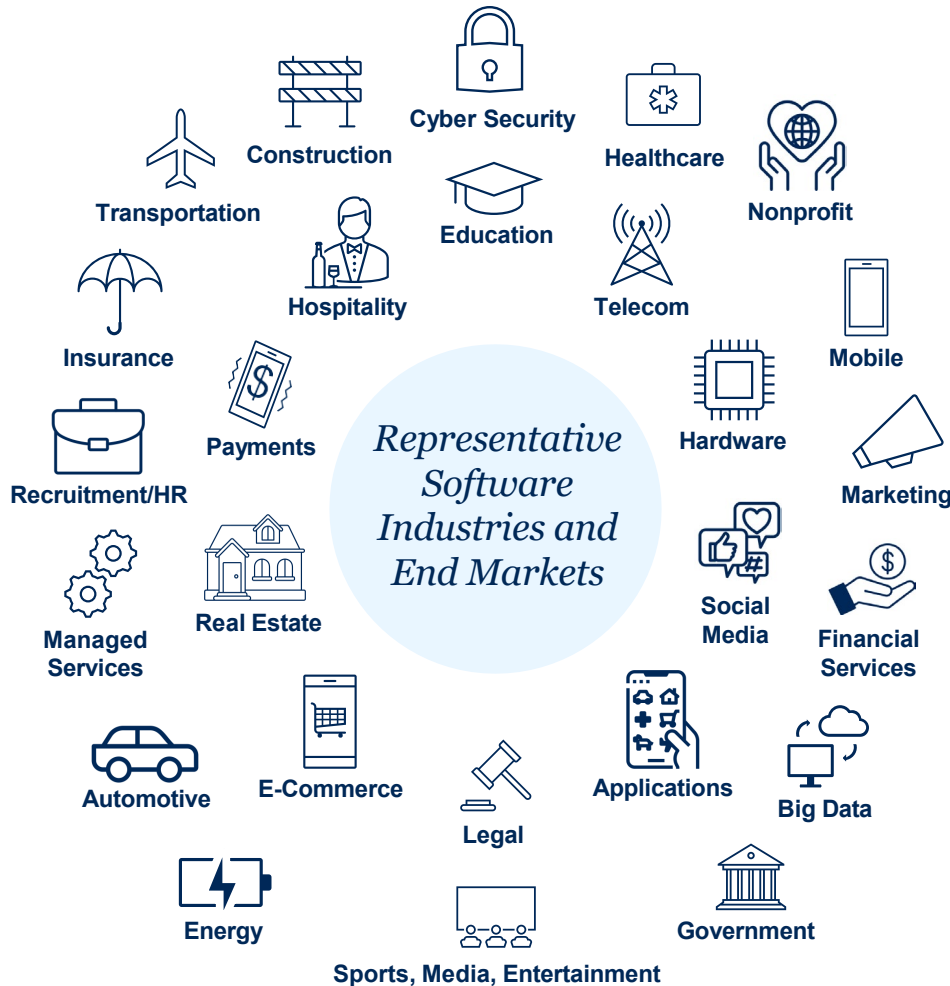 Cyber Security
Construction
Healthcare
Transportation
Nonprofit
Education
Hospitality
Telecom
Insurance
Mobile
$
Payments
Hardware
Recruitment/HR
Marketing
Representative
Software
Industries and
End Markets
#
$
Managed
Services
Real Estate
Social
Media
Financial
Services
Automotive
E-Commerce
Applications
Big Data
Legal
Energy
Government
Sports, Media, Entertainment